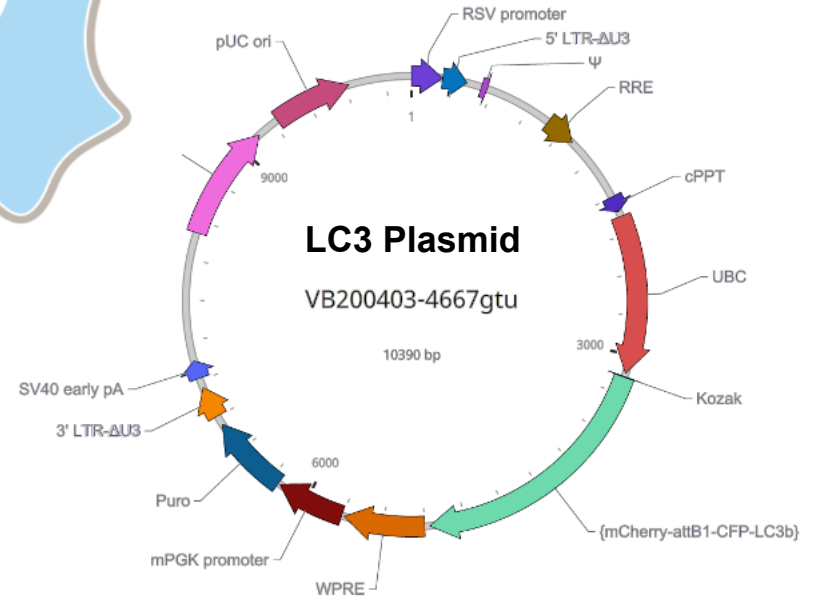 RSV promoter
5' LTR-ΔU3
Ψ
RRE
cPPT
UBC
Kozak
{mCherry-attB1-CFP-LC3b}
WPRE
mPGK promoter
Puro
3' LTR-ΔU3
SV40 early pA
pUC ori
1
3000
6000
9000
LC3 Plasmid
VB200403-4667gtu
10390 bp